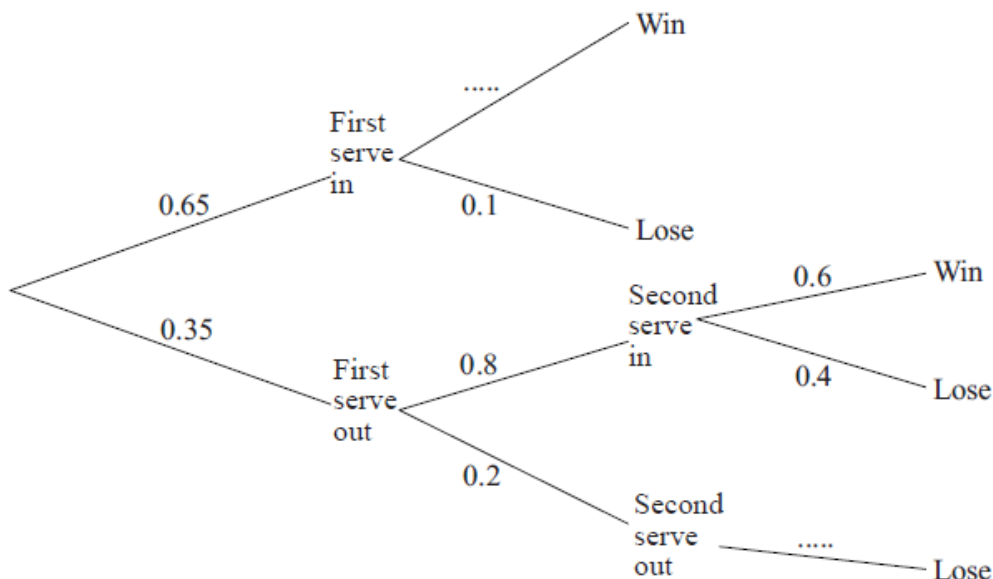 Win
.....
First
serve
in
0.65
0.1
Lose
0.35
First
serve
out
0.8
Second
serve
in
0.6
Win
0.4
Lose
0.2
Second
serve
out
.....
Lose